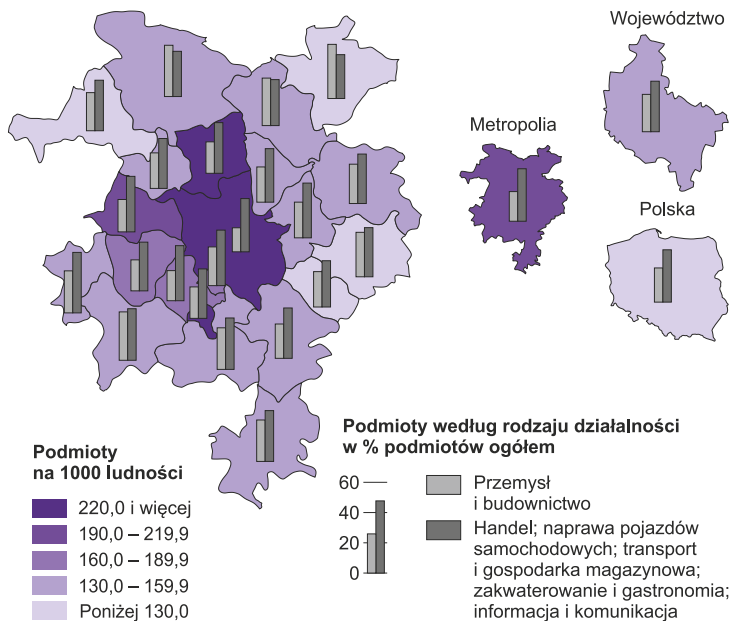 Województwo
Metropolia
Polska
Podmioty
na 1000 ludności
220,0 i więcej
190,0 – 219,9
160,0 – 189,9
130,0 – 159,9
Poniżej 130,0
Podmioty według rodzaju działalności
w % podmiotów ogółem
60
40
20
0
Przemysł
i budownictwo
Handel; naprawa pojazdów
samochodowych; transport
i gospodarka magazynowa;
zakwaterowanie i gastronomia;
informacja i komunikacja